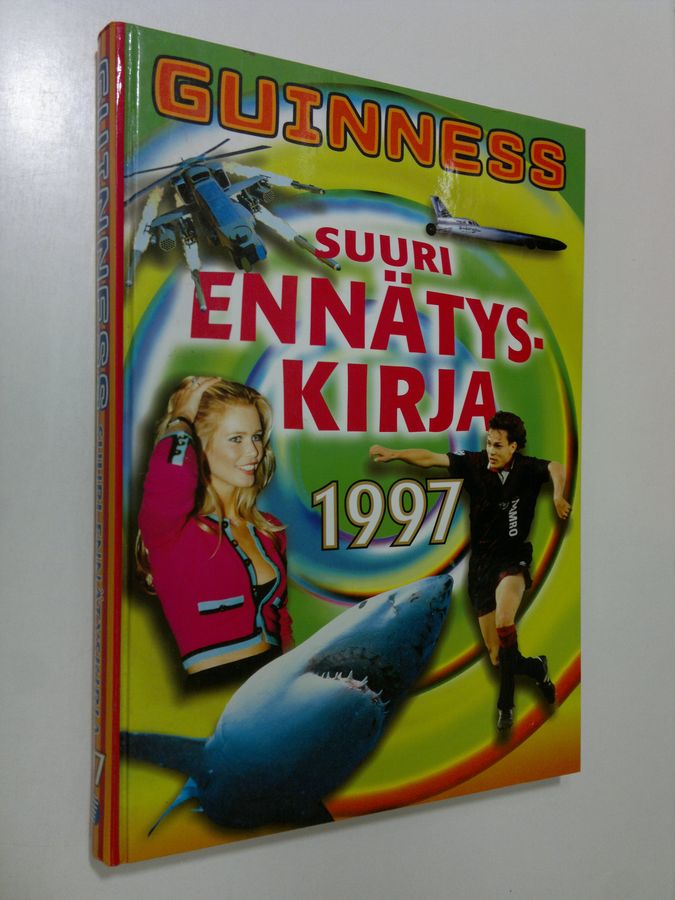 GUINNESS
SUURI
ENNÄTYS-
KIRJA
1997
GUINNESS SUURI ENNÄTYSKIRJA